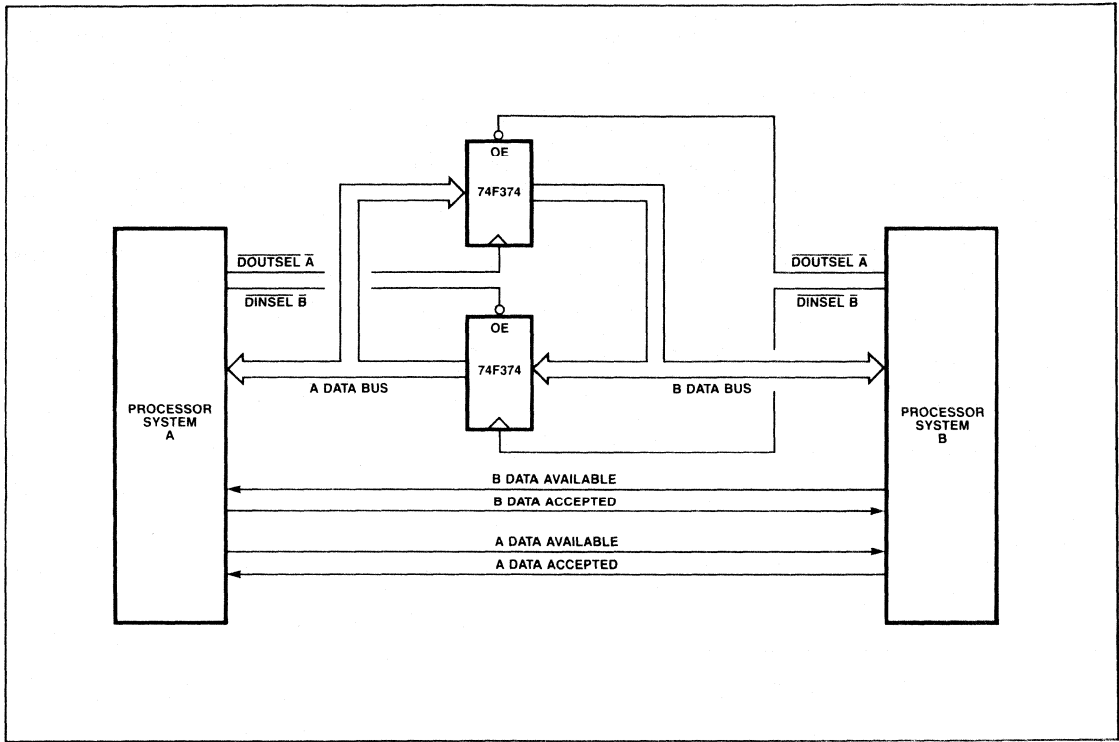 OE
74F374
DOUTSEL A
DINSEL B
DOUTSEL A
DINSEL B
OE
74F374
A DATA BUS
B DATA BUS
PROCESSOR
SYSTEM
A
PROCESSOR
SYSTEM
B
B DATA AVAILABLE
B DATA ACCEPTED
A DATA AVAILABLE
A DATA ACCEPTED